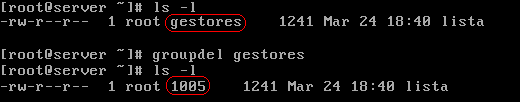 [root@server ~]# ls -l
-rw-r--r-- 1 root gestores 1241 Mar 24 18:40 lista
[root@server ~]# groupdel gestores
[root@server ~]# ls -l
-rw-r--r-- 1 root 1005 1241 Mar 24 18:40 lista